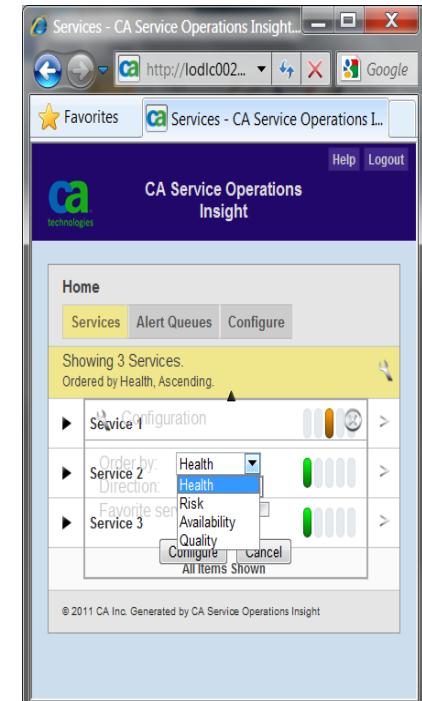 Services - CA Service Operations Insight...
http://lodlc002...
Google
Favorites
Services - CA Service Operations I...
Help Logout
ca
technologies
CA Service Operations
Insight
Home
Services Alert Queues Configure
Showing 3 Services.
Ordered by Health, Ascending.
Configuration
Service 1
Order by: Health
Service 2
Direction:
Health
Risk
Availability
Quality
Service 3
Configure Cancel
All Items Shown
© 2011 CA Inc. Generated by CA Service Operations Insight